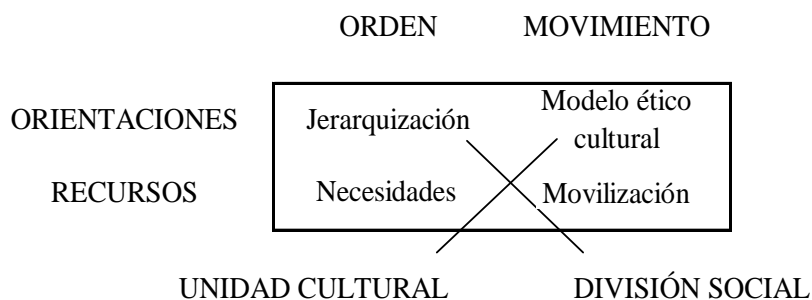 ORDEN MOVIMIENTO
ORIENTACIONES Jerarquización Modelo ético
cultural
RECURSOS Necesidades Movilización
UNIDAD CULTURAL DIVISIÓN SOCIAL